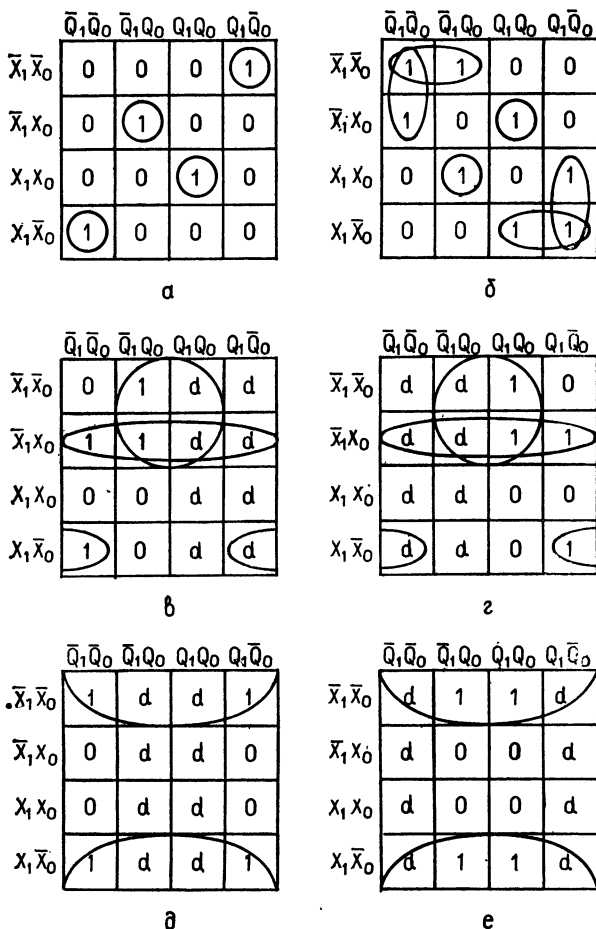 Q̄₁Q̄₀ Q̄₁Q₀ Q₁Q₀ Q₁Q̄₀
X̄₁X̄₀ 0 0 0 1
X̄₁X₀ 0 1 0 0
X₁X₀ 0 0 1 0
X₁X̄₀ 1 0 0 0
а
Q̄₁Q̄₀ Q̄₁Q₀ Q₁Q₀ Q₁Q̄₀
X̄₁X̄₀ 1 1 0 0
X̄₁X₀ 1 0 1 0
X₁X₀ 0 1 0 1
X₁X̄₀ 0 0 1 1
б
Q̄₁Q̄₀ Q̄₁Q₀ Q₁Q₀ Q₁Q̄₀
X̄₁X̄₀ 0 1 d d
X̄₁X₀ 1 1 d d
X₁X₀ 0 0 d d
X₁X̄₀ 1 0 d d
в
Q̄₁Q̄₀ Q̄₁Q₀ Q₁Q₀ Q₁Q̄₀
X̄₁X̄₀ d d 1 0
X̄₁X₀ d d 1 1
X₁X₀ d d 0 0
X₁X̄₀ d d 0 1
г
Q̄₁Q̄₀ Q̄₁Q₀ Q₁Q₀ Q₁Q̄₀
X̄₁X̄₀ 1 d d 1
X̄₁X₀ 0 d d 0
X₁X₀ 0 d d 0
X₁X̄₀ 1 d d 1
д
Q̄₁Q̄₀ Q̄₁Q₀ Q₁Q₀ Q₁Q̄₀
X̄₁X̄₀ d 1 1 d
X̄₁X₀ d 0 0 d
X₁X₀ d 0 0 d
X₁X̄₀ d 1 1 d
е